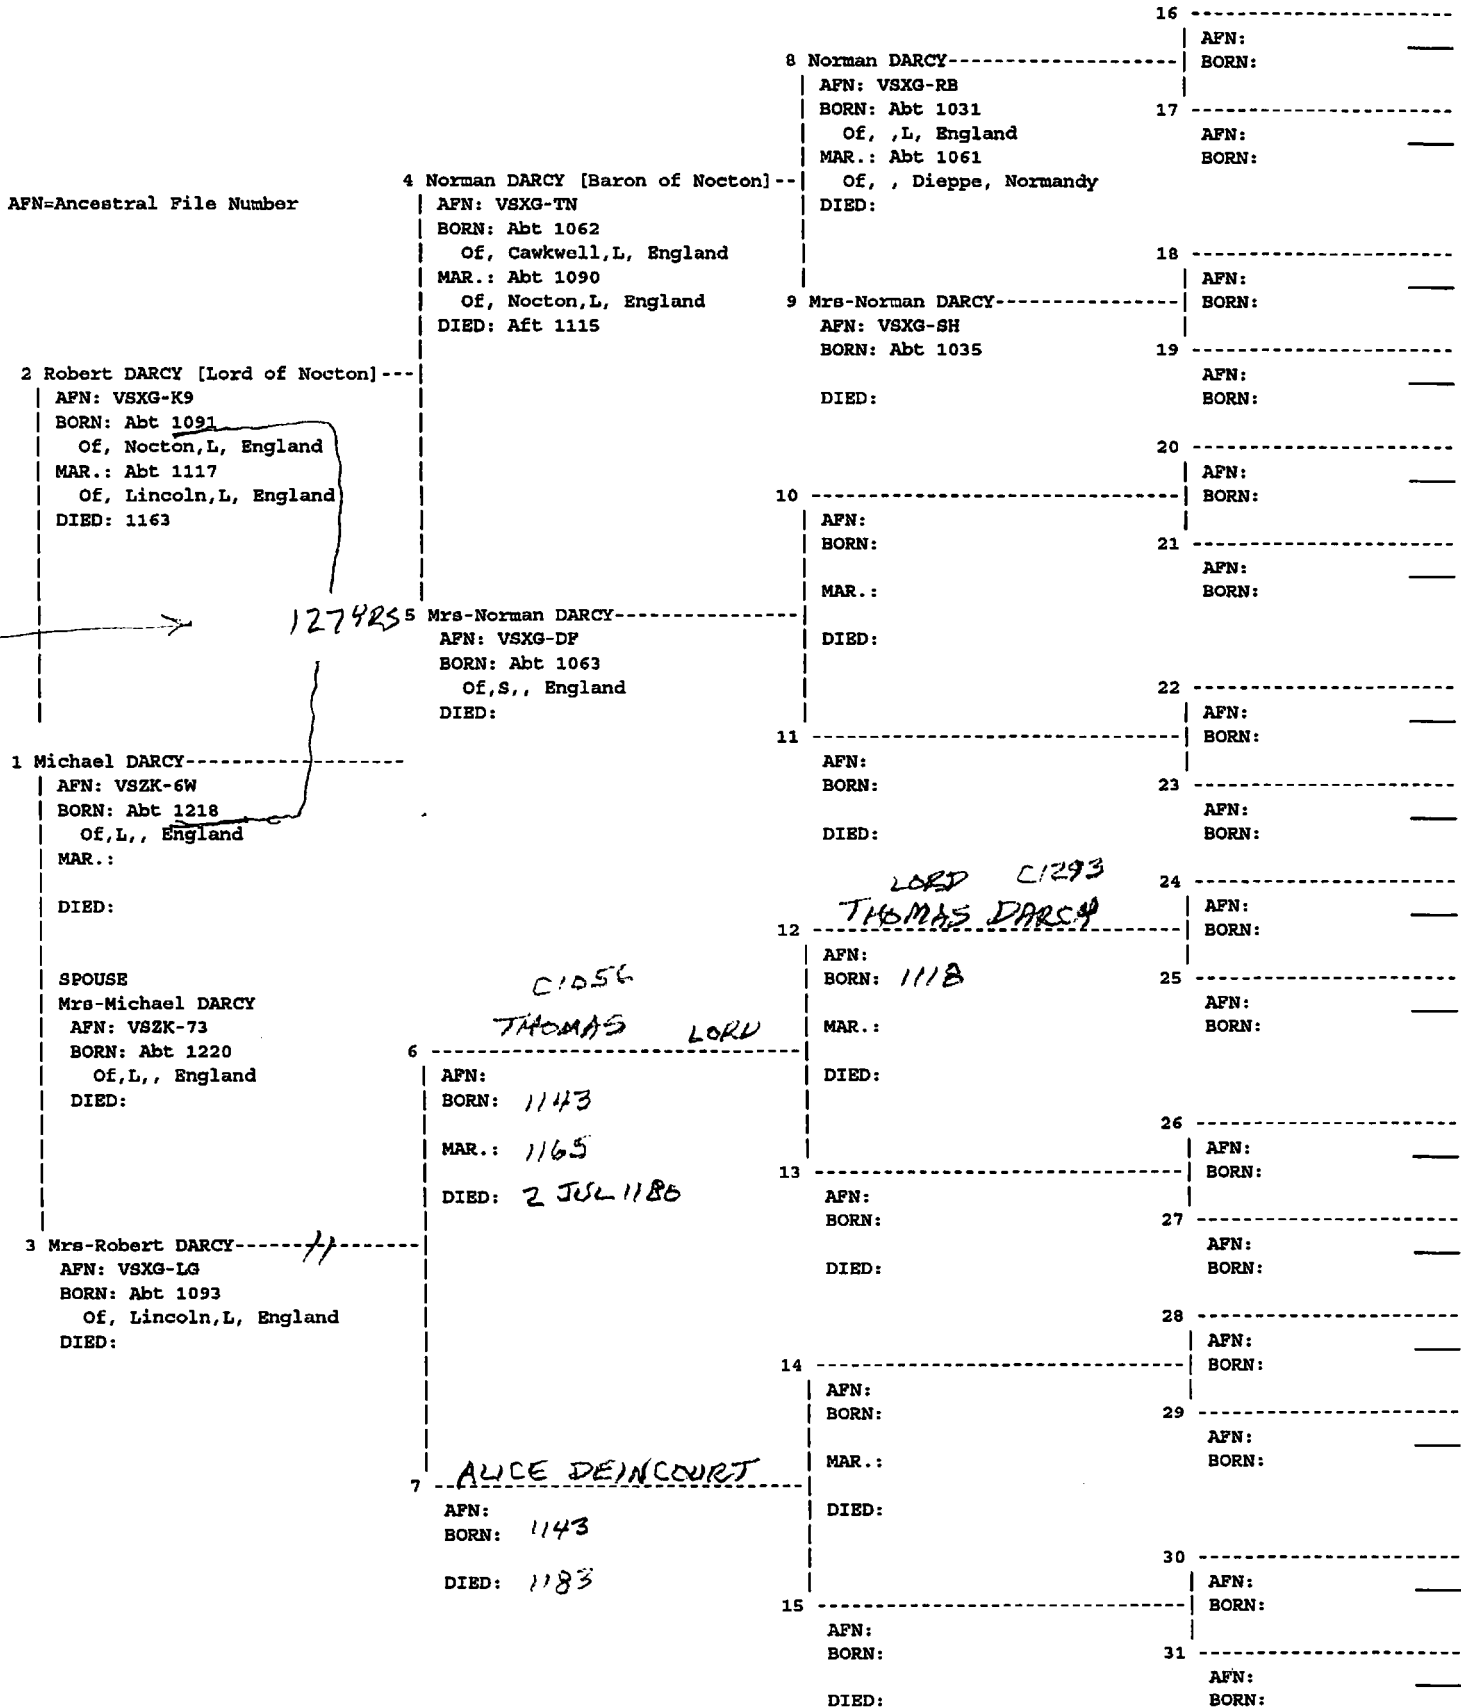 AFN=Ancestral File Number
2 Robert DARCY [Lord of Nocton]---
AFN: VSXG-K9
BORN: Abt 1091
Of, Nocton,L, England
MAR.: Abt 1117
Of, Lincoln,L, England
DIED: 1163
127 YRS
1 Michael DARCY------------------
AFN: VSZK-6W
BORN: Abt 1218
Of,L,, England
MAR.:
DIED:
SPOUSE
Mrs-Michael DARCY
AFN: VSZK-73
BORN: Abt 1220
Of,L,, England
DIED:
3 Mrs-Robert DARCY---------------
AFN: VSXG-LG
BORN: Abt 1093
Of, Lincoln,L, England
DIED:
4 Norman DARCY [Baron of Nocton]--
AFN: VSXG-TN
BORN: Abt 1062
Of, Cawkwell,L, England
MAR.: Abt 1090
Of, Nocton,L, England
DIED: Aft 1115
5 Mrs-Norman DARCY---------------
AFN: VSXG-DF
BORN: Abt 1063
Of,S,, England
DIED:
C1056
THOMAS LORD
6 ------------------------------
AFN:
BORN: 1143
MAR.: 1165
DIED: 2 JUL 1180
ALICE DEINCOURT
7 ------------------------------
AFN:
BORN: 1143
DIED: 1183
8 Norman DARCY-------------------
AFN: VSXG-RB
BORN: Abt 1031
Of, ,L, England
MAR.: Abt 1061
Of, , Dieppe, Normandy
DIED:
9 Mrs-Norman DARCY---------------
AFN: VSXG-SH
BORN: Abt 1035
DIED:
10 ------------------------------
AFN:
BORN:
MAR.:
DIED:
11 ------------------------------
AFN:
BORN:
DIED:
LORD C1293
THOMAS DARCY
12 ------------------------------
AFN:
BORN: 1118
MAR.:
DIED:
13 ------------------------------
AFN:
BORN:
DIED:
14 ------------------------------
AFN:
BORN:
MAR.:
DIED:
15 ------------------------------
AFN:
BORN:
DIED:
16 ----------------------
AFN:
BORN:
17 ----------------------
AFN:
BORN:
18 ----------------------
AFN:
BORN:
19 ----------------------
AFN:
BORN:
20 ----------------------
AFN:
BORN:
21 ----------------------
AFN:
BORN:
22 ----------------------
AFN:
BORN:
23 ----------------------
AFN:
BORN:
24 ----------------------
AFN:
BORN:
25 ----------------------
AFN:
BORN:
26 ----------------------
AFN:
BORN:
27 ----------------------
AFN:
BORN:
28 ----------------------
AFN:
BORN:
29 ----------------------
AFN:
BORN:
30 ----------------------
AFN:
BORN:
31 ----------------------
AFN:
BORN: